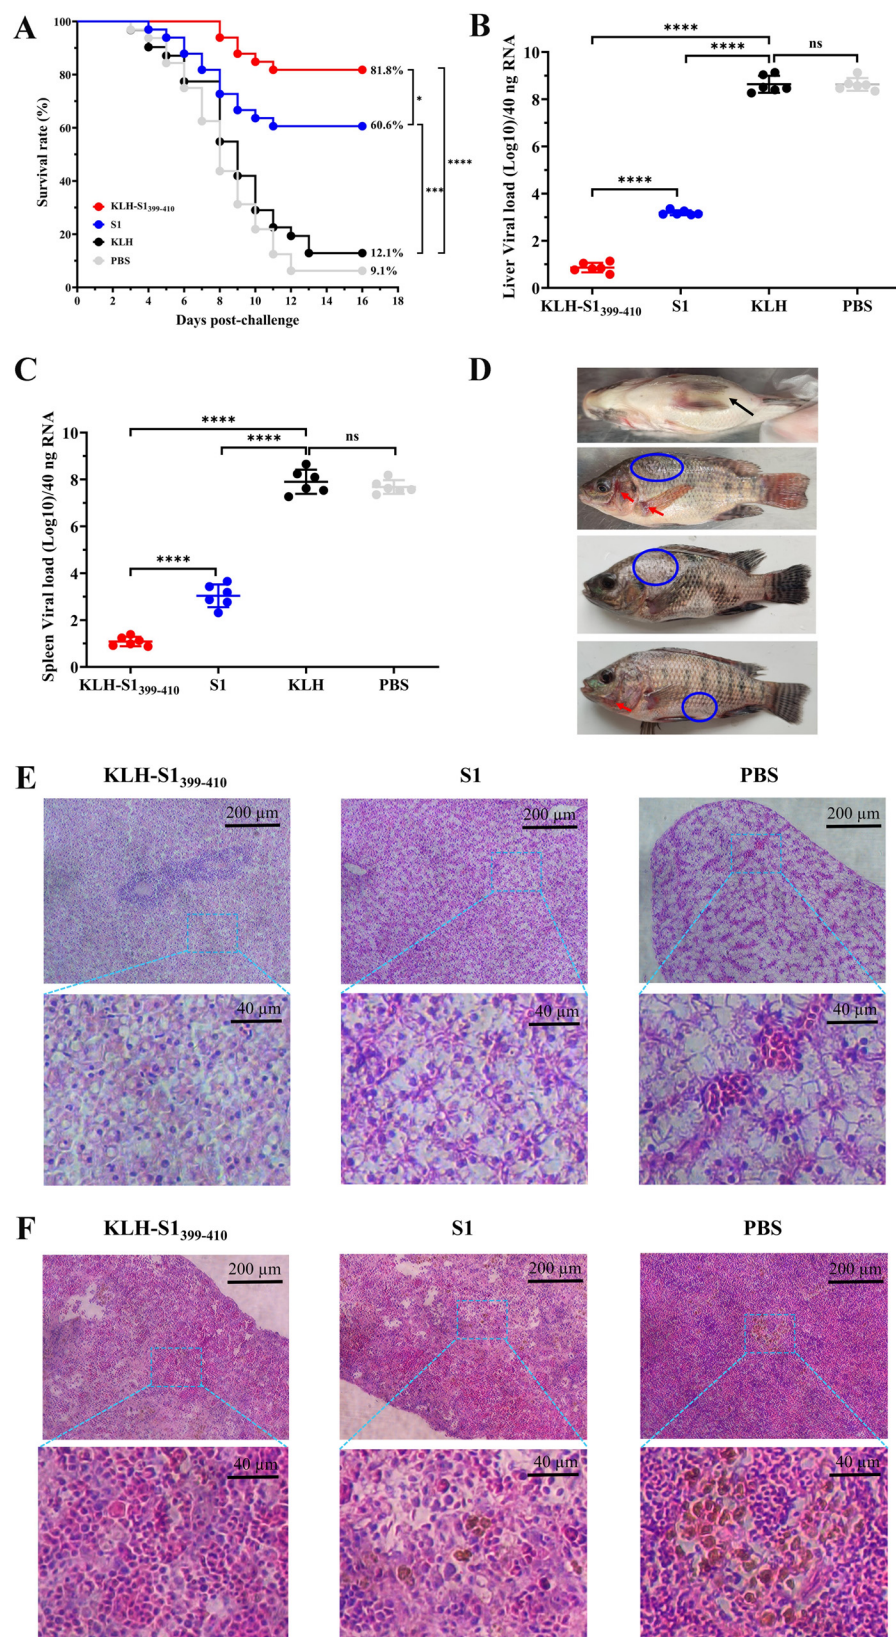 A
Survival rate (%)
100
80
60
40
20
0
0 2 4 6 8 10 12 14 16 18
Days post-challenge
KLH-S1399-410
S1
KLH
PBS
81.8%
60.6%
12.1%
9.1%
*
***
****
B
Liver Viral load (Log10)/40 ng RNA
10
8
6
4
2
0
****
**** ns
****
KLH-S1399-410 S1 KLH PBS
C
Spleen Viral load (Log10)/40 ng RNA
10
8
6
4
2
0
****
**** ns
****
KLH-S1399-410 S1 KLH PBS
D
E
KLH-S1399-410 S1 PBS
200 µm 200 µm 200 µm
40 µm 40 µm 40 µm
F
KLH-S1399-410 S1 PBS
200 µm 200 µm 200 µm
40 µm 40 µm 40 µm